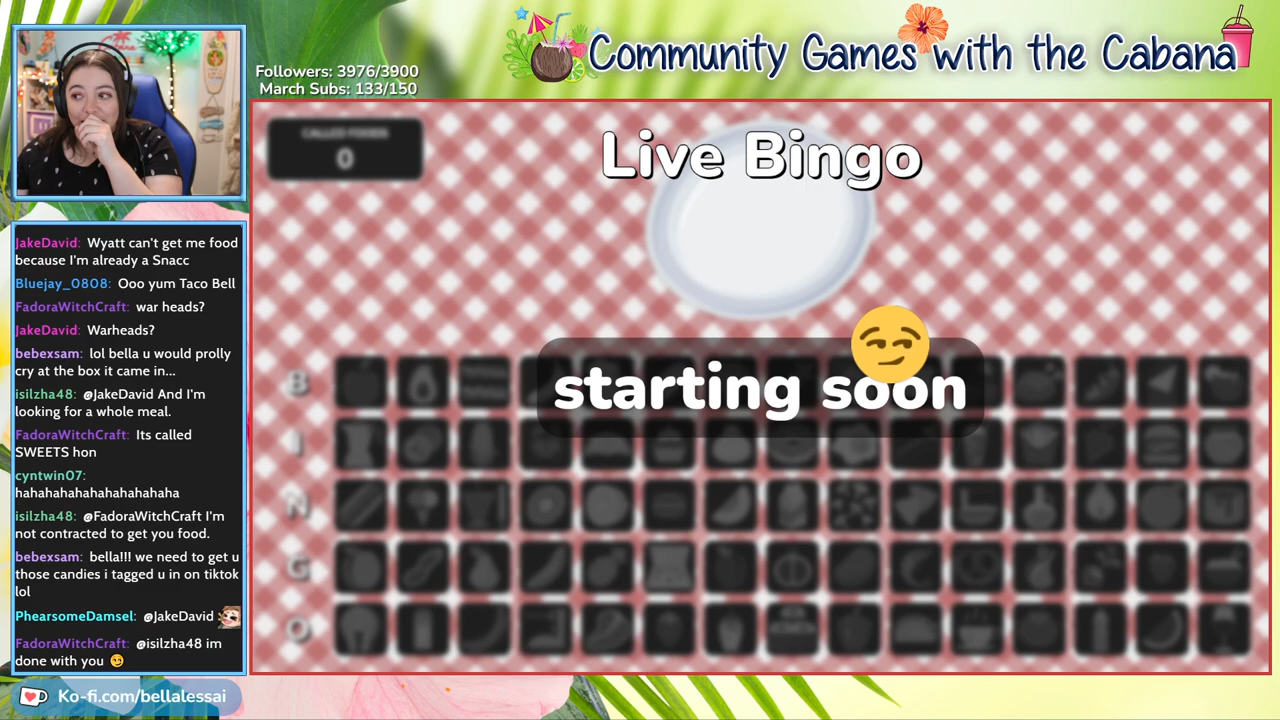 Community Games with the Cabana
Followers: 3976/3900
March Subs: 133/150
CALLED FOODS
0
Live Bingo
starting soon
B
I
N
G
O
JakeDavid: Wyatt can't get me food
because I'm already a Snacc
Bluejay_0808: Ooo yum Taco Bell
FadoraWitchCraft: war heads?
JakeDavid: Warheads?
bebexsam: lol bella u would prolly
cry at the box it came in...
isilzha48: @JakeDavid And I'm
looking for a whole meal.
FadoraWitchCraft: Its called
SWEETS hon
cyntwin07:
hahahahahahahahahahaha
isilzha48: @FadoraWitchCraft I'm
not contracted to get you food.
bebexsam: bella!!! we need to get u
those candies i tagged u in on tiktok
lol
PhearsomeDamsel: @JakeDavid
FadoraWitchCraft: @isilzha48 im
done with you 😏
Ko-fi.com/bellalessai